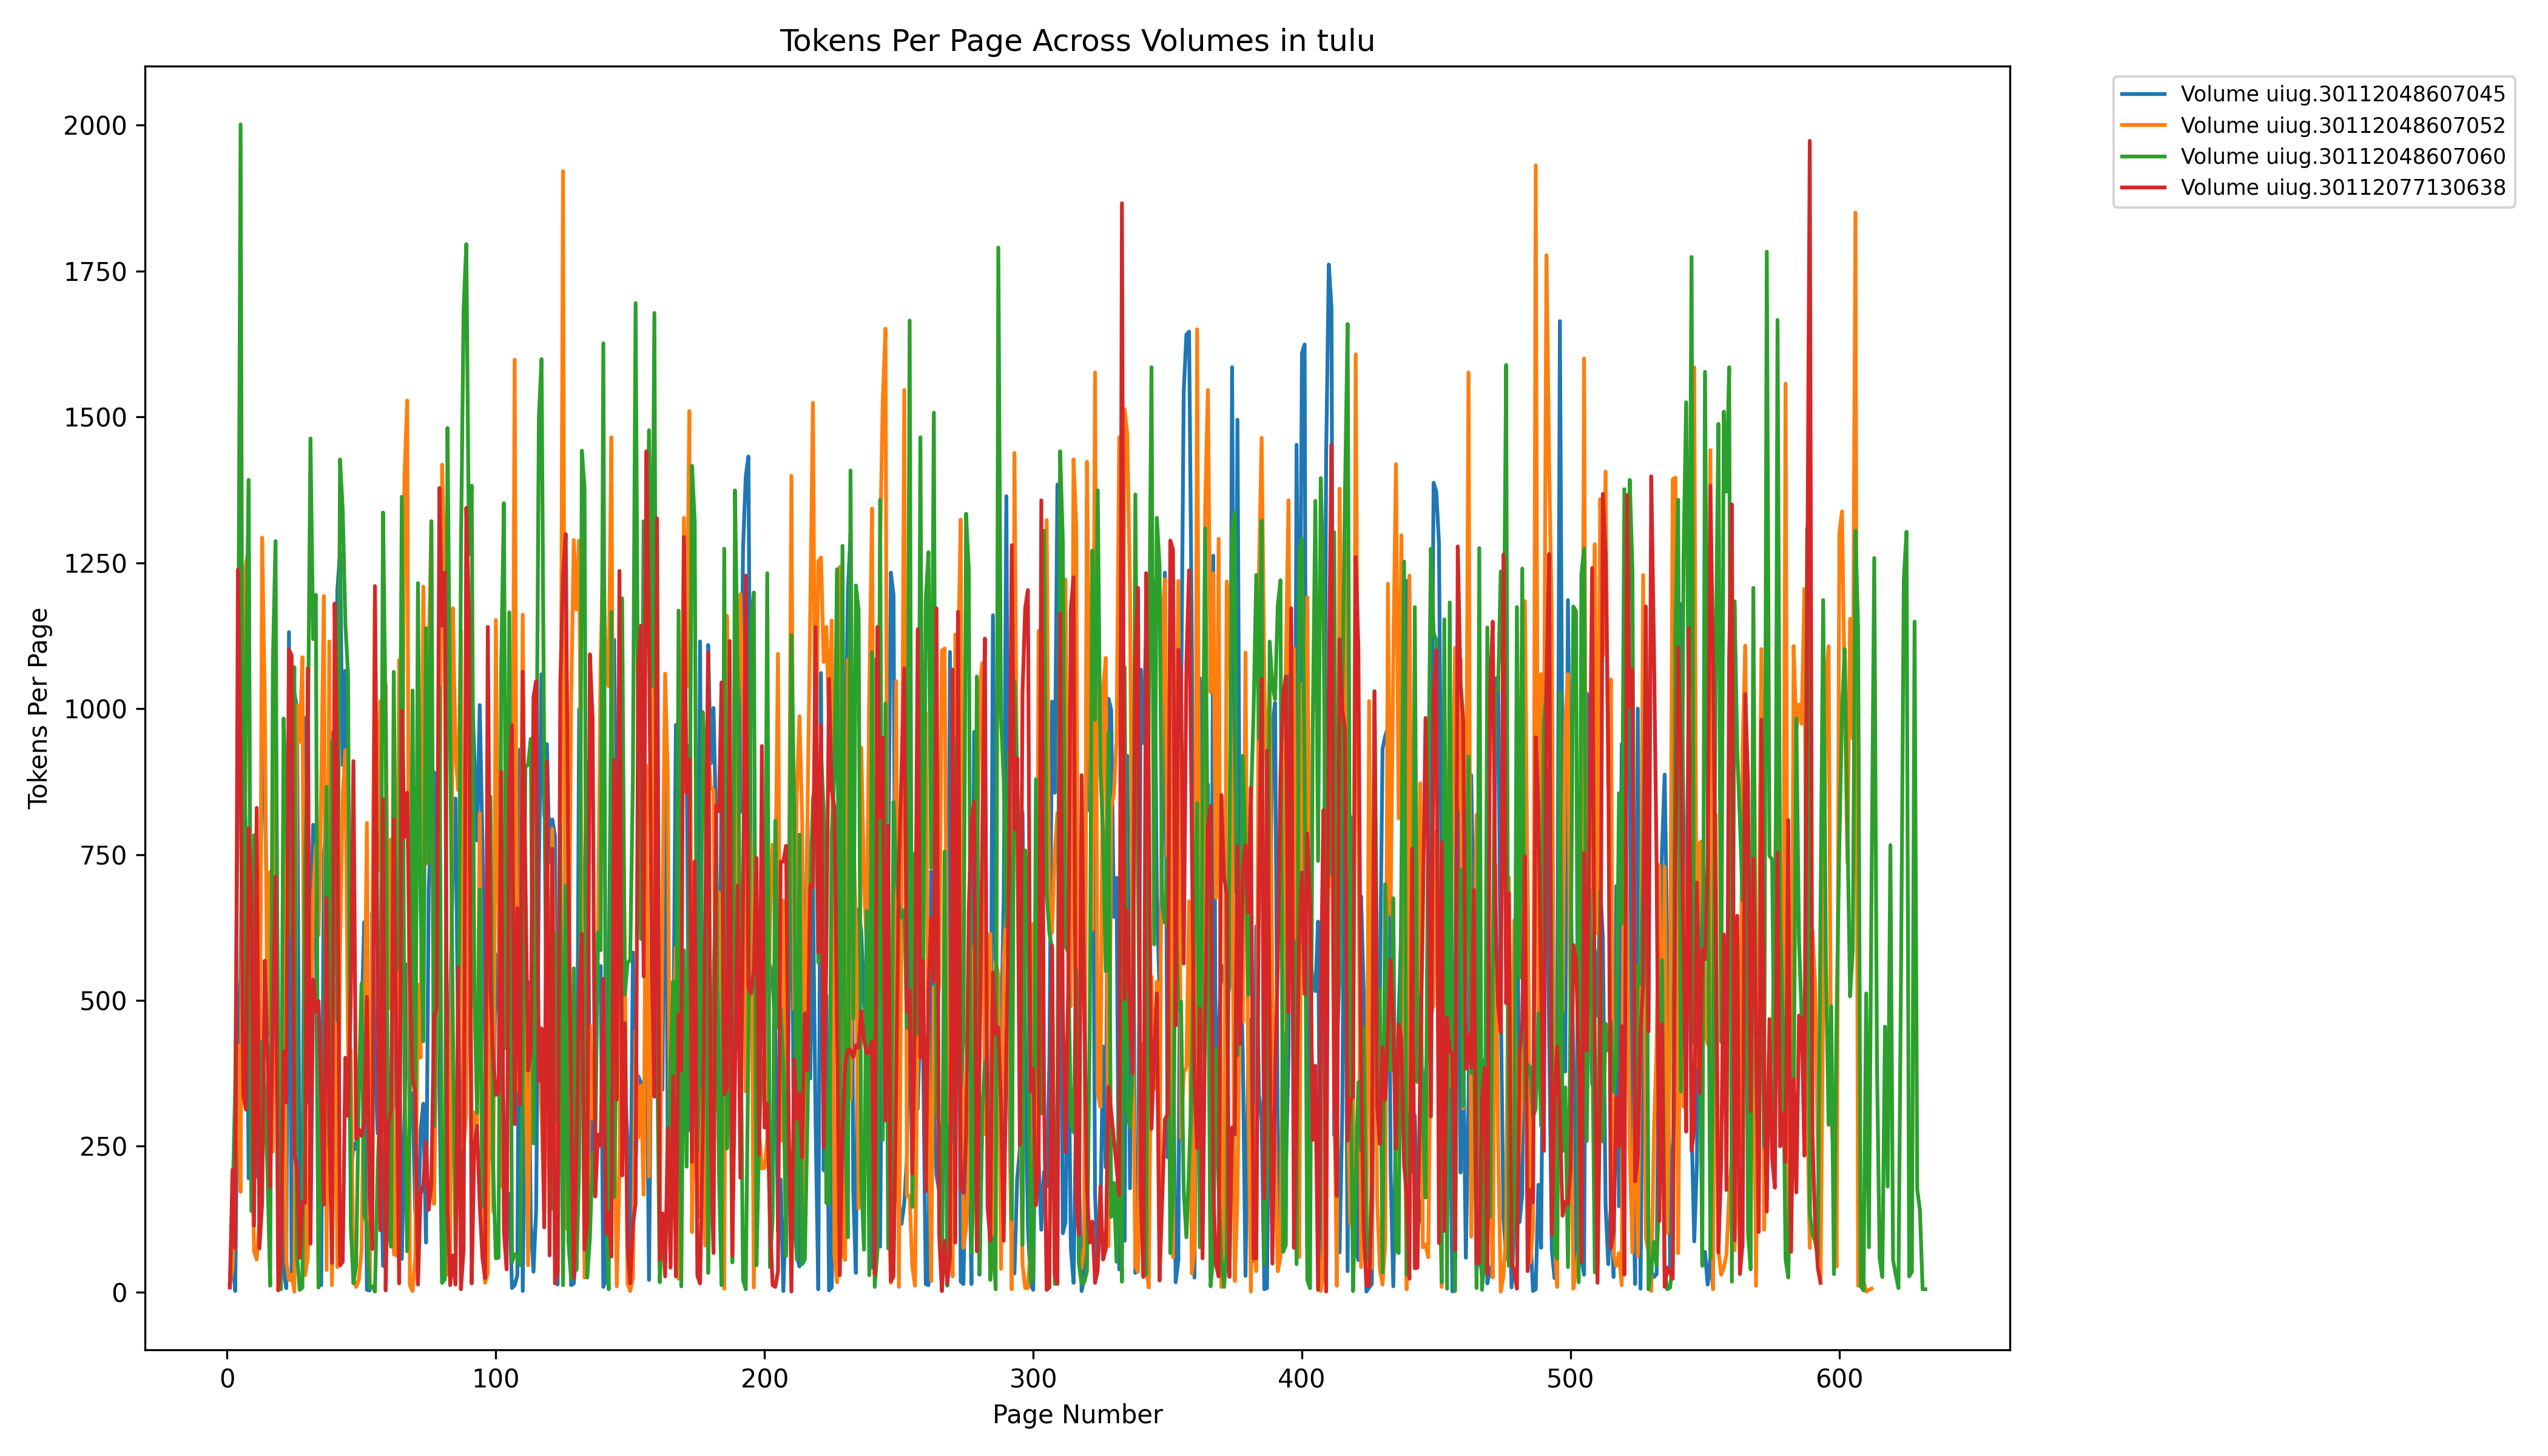 Tokens Per Page Across Volumes in tulu
Volume uiug.30112048607045
Volume uiug.30112048607052
Volume uiug.30112048607060
Volume uiug.30112077130638
Tokens Per Page
2000
1750
1500
1250
1000
750
500
250
0
0 100 200 300 400 500 600
Page Number